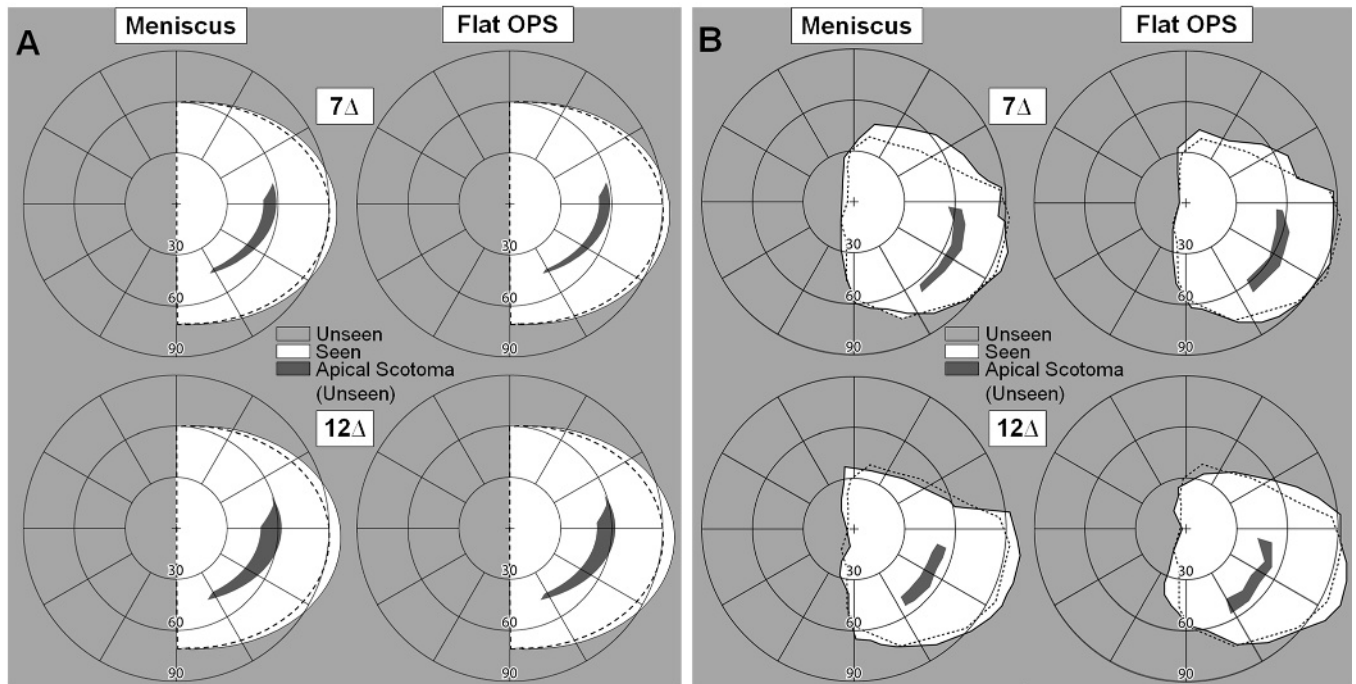 A
Meniscus
Flat OPS
7Δ
30
30
60
60
90
90
Unseen
Seen
Apical Scotoma
(Unseen)
12Δ
30
30
60
60
90
90
B
Meniscus
Flat OPS
7Δ
30
30
60
60
90
90
Unseen
Seen
Apical Scotoma
(Unseen)
12Δ
30
30
60
60
90
90